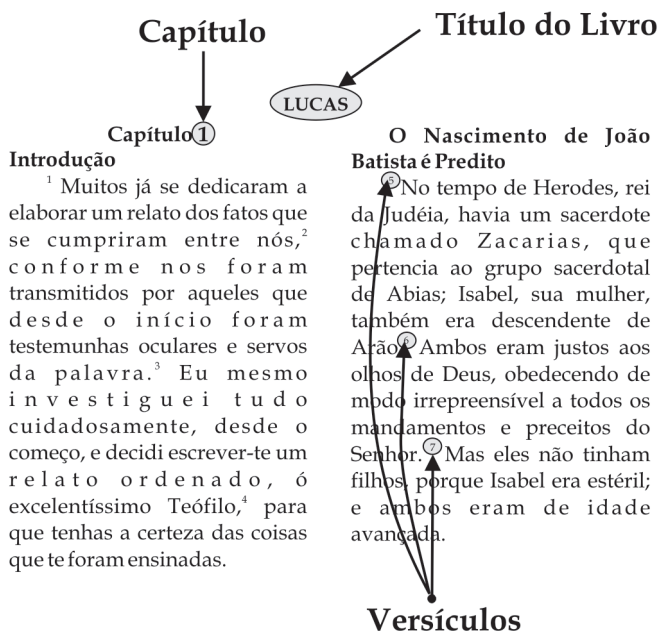 Capítulo
Título do Livro
LUCAS
Capítulo 1
Introdução
1 Muitos já se dedicaram a
elaborar um relato dos fatos que
se cumpriram entre nós,2
conforme nos foram
transmitidos por aqueles que
desde o início foram
testemunhas oculares e servos
da palavra.3 Eu mesmo
investiguei tudo
cuidadosamente, desde o
começo, e decidi escrever-te um
relato ordenado, ó
excelentíssimo Teófilo,4 para
que tenhas a certeza das coisas
que te foram ensinadas.
O Nascimento de João
Batista é Predito
5 No tempo de Herodes, rei
da Judéia, havia um sacerdote
chamado Zacarias, que
pertencia ao grupo sacerdotal
de Abias; Isabel, sua mulher,
também era descendente de
Arão.6 Ambos eram justos aos
olhos de Deus, obedecendo de
modo irrepreensível a todos os
mandamentos e preceitos do
Senhor.7 Mas eles não tinham
filhos, porque Isabel era estéril;
e ambos eram de idade
avançada.
Versículos